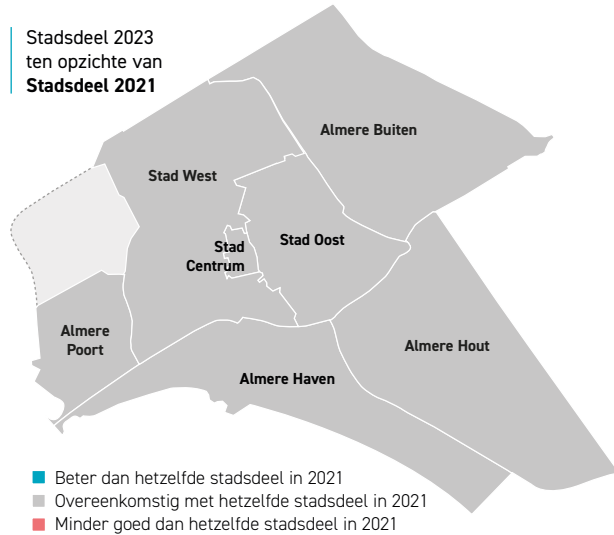 Stadsdeel 2023
ten opzichte van
Stadsdeel 2021
Almere Buiten
Stad West
Stad Oost
Stad
Centrum
Almere
Poort
Almere Hout
Almere Haven
Beter dan hetzelfde stadsdeel in 2021
Overeenkomstig met hetzelfde stadsdeel in 2021
Minder goed dan hetzelfde stadsdeel in 2021